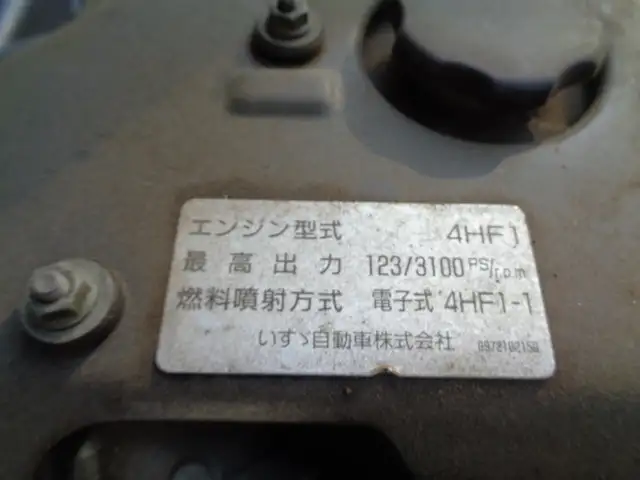 エンジン型式 4HF1
最高出力 123/3100 PS/r.p.m
燃料噴射方式 電子式 4HF1-1
いすゞ自動車株式会社